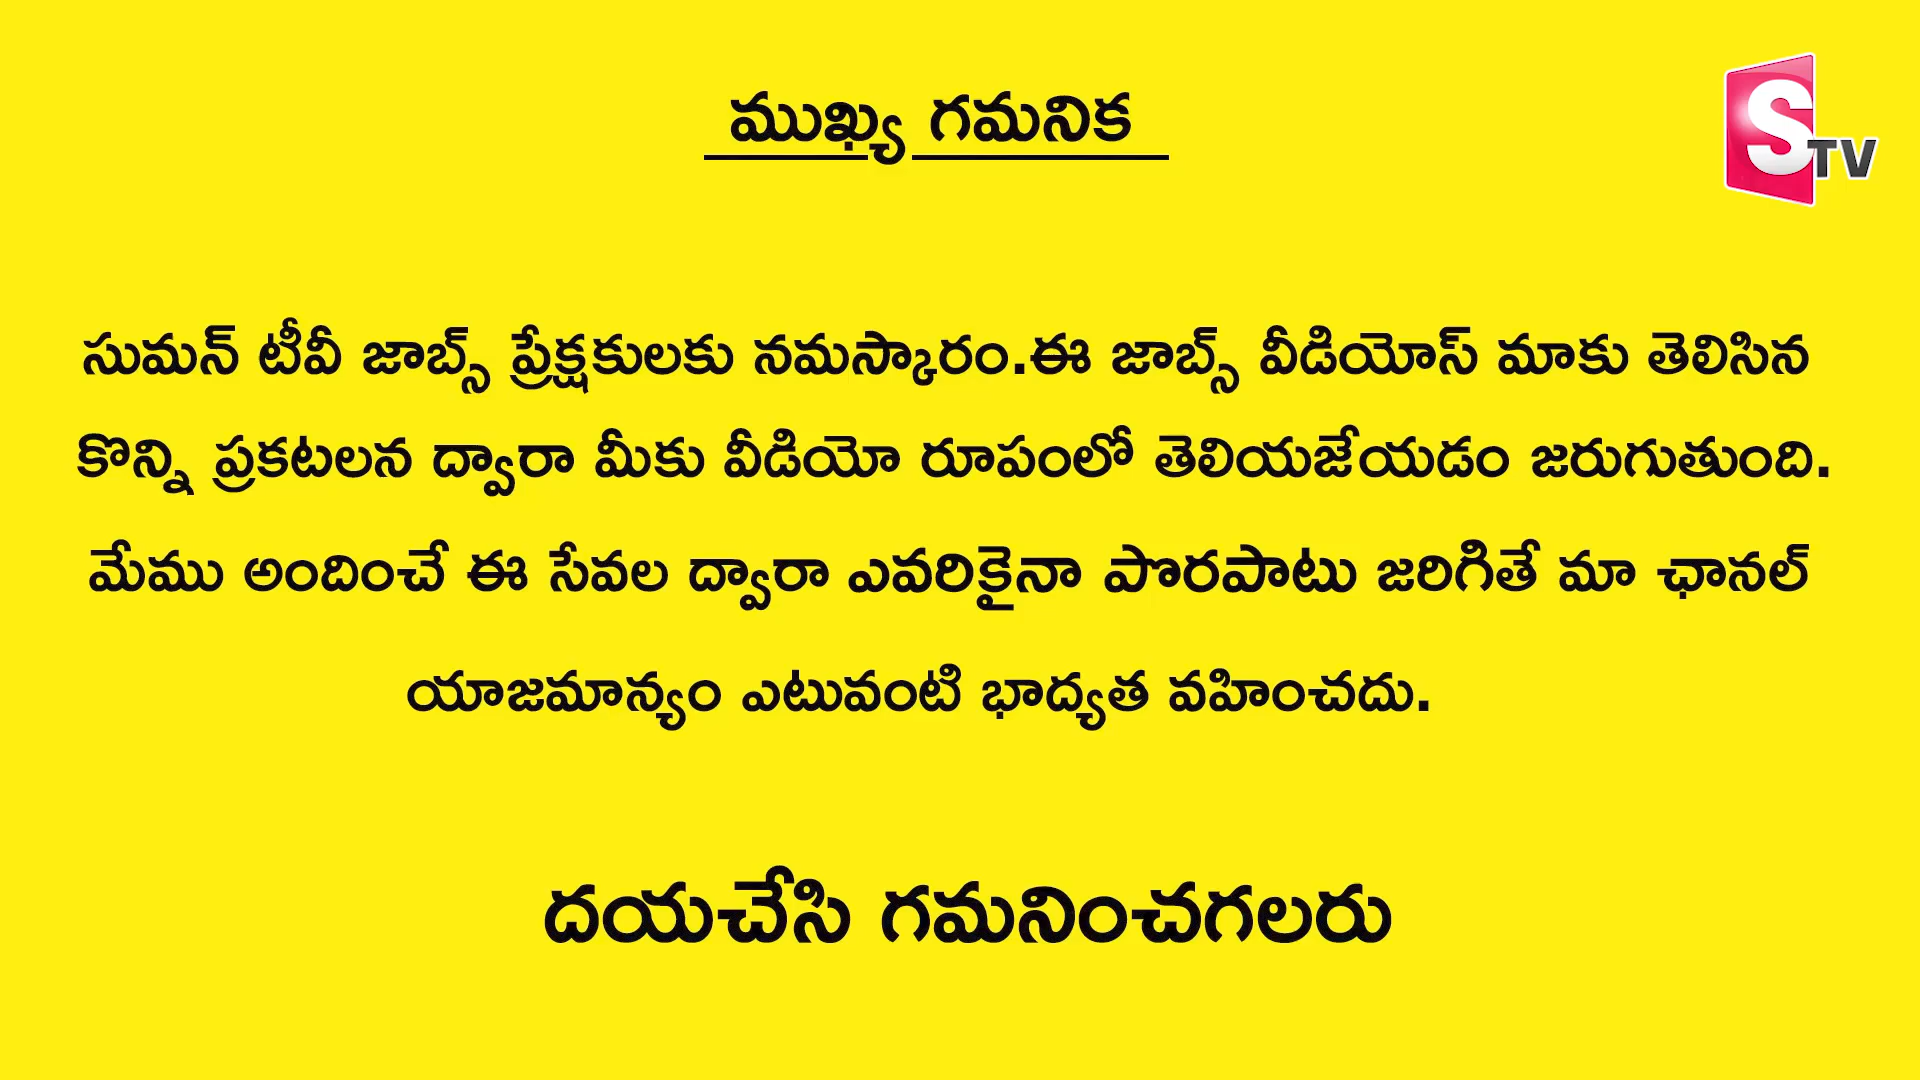 ముఖ్య గమనిక
S TV
సుమన్ టీవీ జాబ్స్ ప్రేక్షకులకు నమస్కారం.ఈ జాబ్స్ వీడియోస్ మాకు తెలిసిన
కొన్ని ప్రకటలన ద్వారా మీకు వీడియో రూపంలో తెలియజేయడం జరుగుతుంది.
మేము అందించే ఈ సేవల ద్వారా ఎవరికైనా పొరపాటు జరిగితే మా ఛానల్
యాజమాన్యం ఎటువంటి భాద్యత వహించదు.
దయచేసి గమనించగలరు